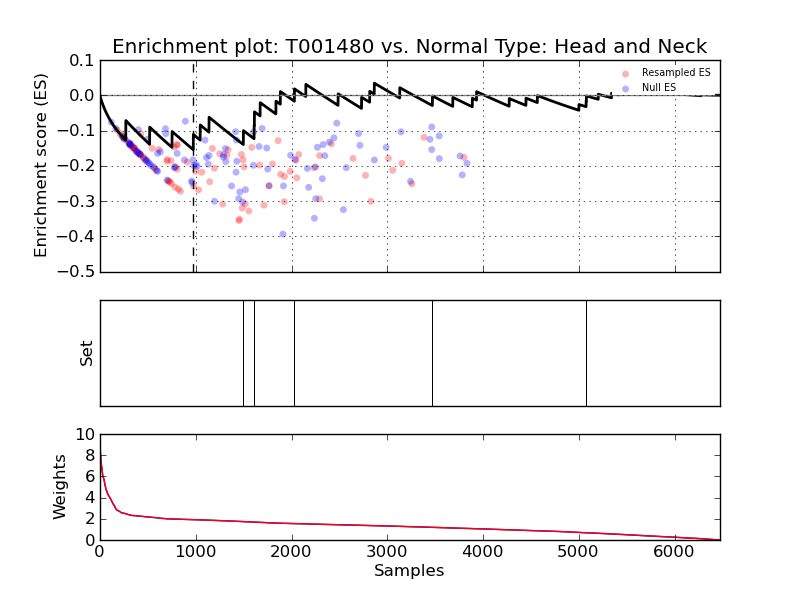 Enrichment plot: T001480 vs. Normal Type: Head and Neck
Enrichment score (ES)
0.1
0.0
−0.1
−0.2
−0.3
−0.4
−0.5
Resampled ES
Null ES
Set
Weights
10
8
6
4
2
0
0 1000 2000 3000 4000 5000 6000
Samples